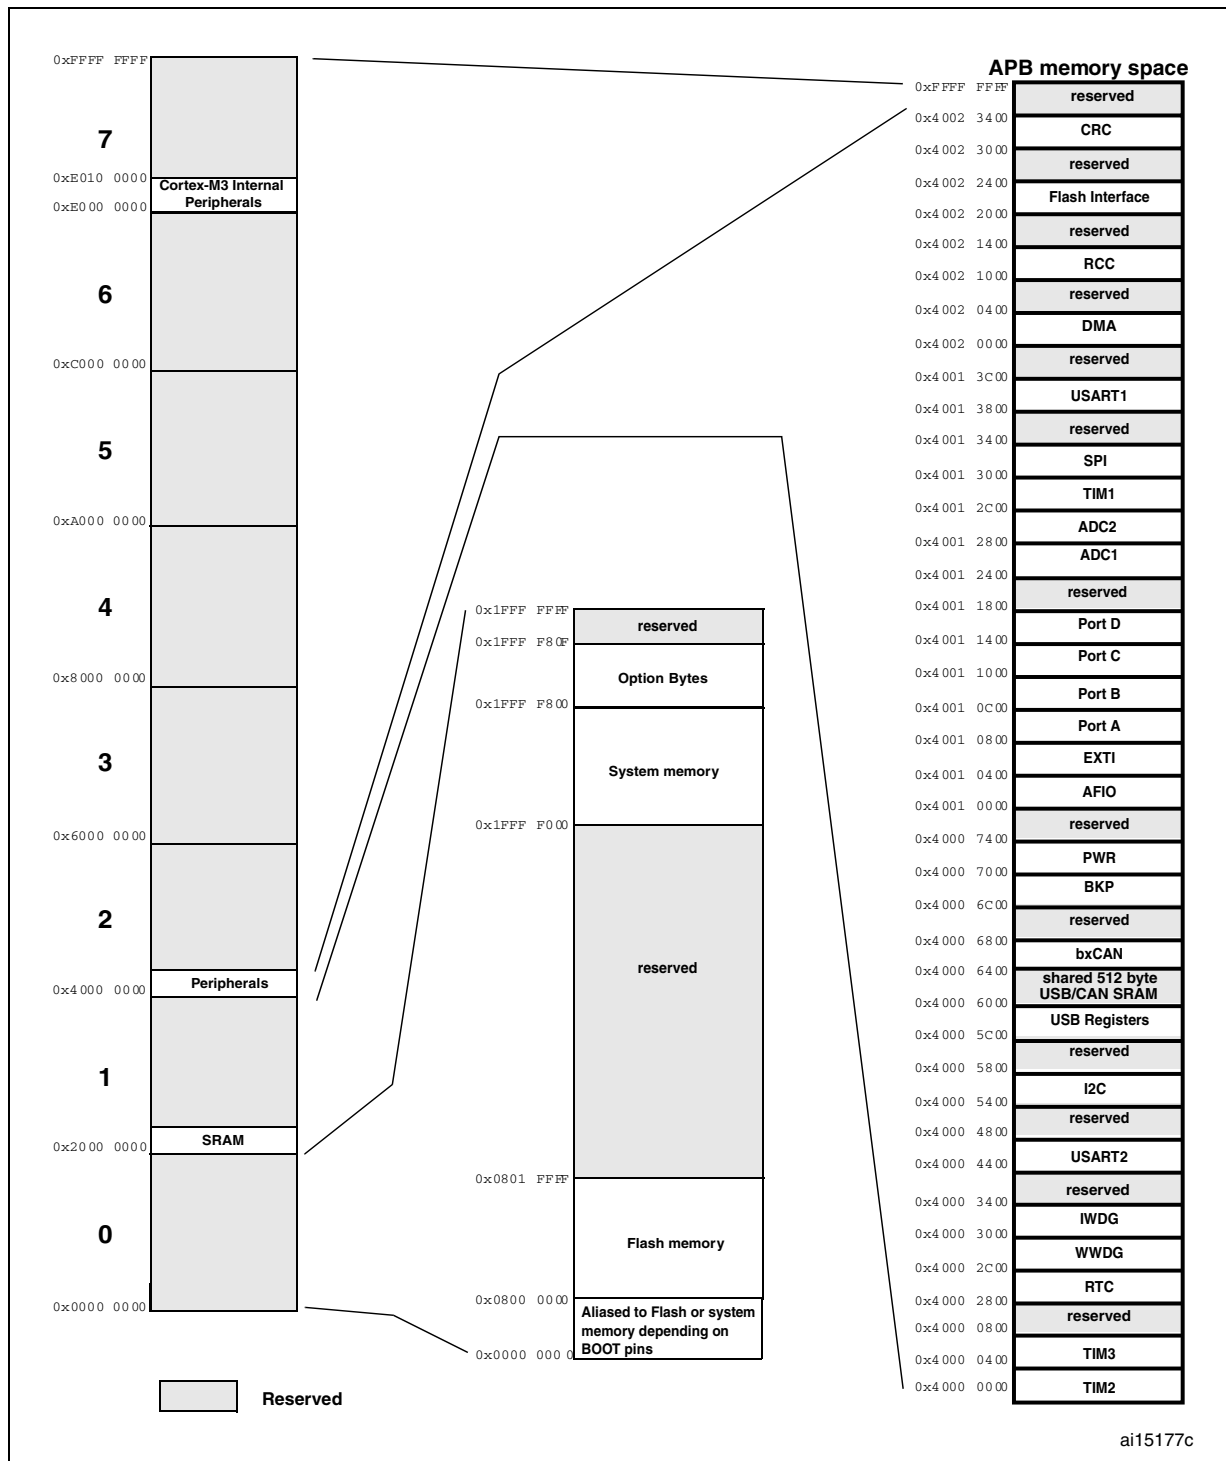 0xFFFF FFFF
7
0xE010 0000
Cortex-M3 Internal
Peripherals
0xE000 0000
6
0xC000 0000
5
0xA000 0000
4
0x8000 0000
3
0x6000 0000
2
Peripherals
0x4000 0000
1
SRAM
0x2000 0000
0
0x0000 0000
Reserved
0x1FFF FFFF
reserved
0x1FFF F80F
Option Bytes
0x1FFF F800
System memory
0x1FFF F000
reserved
0x0801 FFFF
Flash memory
0x0800 0000
Aliased to Flash or system
memory depending on
BOOT pins
0x0000 0000
APB memory space
0xFFFF FFFF
reserved
0x4002 3400
CRC
0x4002 3000
reserved
0x4002 2400
Flash Interface
0x4002 2000
reserved
0x4002 1400
RCC
0x4002 1000
reserved
0x4002 0400
DMA
0x4002 0000
reserved
0x4001 3C00
USART1
0x4001 3800
reserved
0x4001 3400
SPI
0x4001 3000
TIM1
0x4001 2C00
ADC2
0x4001 2800
ADC1
0x4001 2400
reserved
0x4001 1800
Port D
0x4001 1400
Port C
0x4001 1000
Port B
0x4001 0C00
Port A
0x4001 0800
EXTI
0x4001 0400
AFIO
0x4001 0000
reserved
0x4000 7400
PWR
0x4000 7000
BKP
0x4000 6C00
reserved
0x4000 6800
bxCAN
0x4000 6400
shared 512 byte
USB/CAN SRAM
0x4000 6000
USB Registers
0x4000 5C00
reserved
0x4000 5800
I2C
0x4000 5400
reserved
0x4000 4800
USART2
0x4000 4400
reserved
0x4000 3400
IWDG
0x4000 3000
WWDG
0x4000 2C00
RTC
0x4000 2800
reserved
0x4000 0800
TIM3
0x4000 0400
TIM2
0x4000 0000
ai15177c